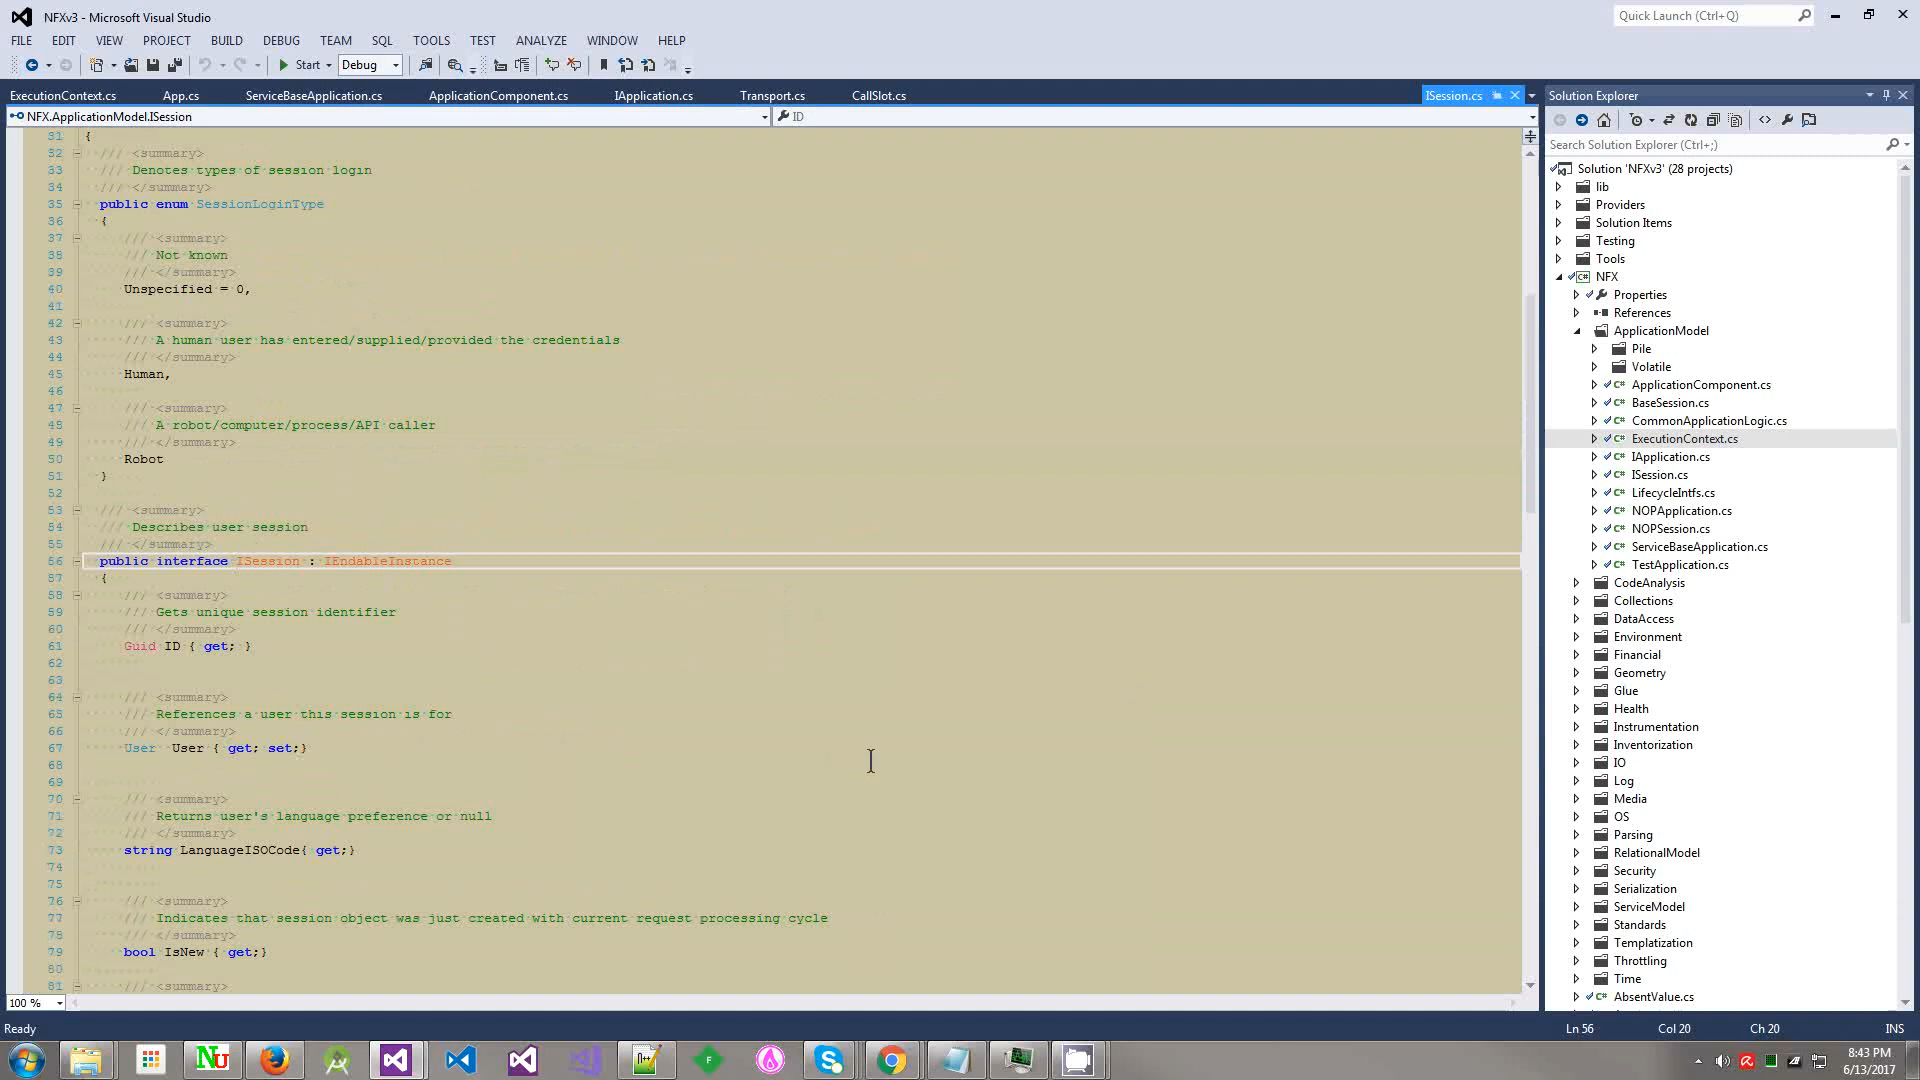 NFXv3 - Microsoft Visual Studio
Quick Launch (Ctrl+Q)
FILE EDIT VIEW PROJECT BUILD DEBUG TEAM SQL TOOLS TEST ANALYZE WINDOW HELP
Start Debug
ExecutionContext.cs App.cs ServiceBaseApplication.cs ApplicationComponent.cs IApplication.cs Transport.cs CallSlot.cs ISession.cs
NFX.ApplicationModel.ISession ID
31 {
32 /// <summary>
33 /// Denotes types of session login
34 /// </summary>
35 public enum SessionLoginType
36 {
37 /// <summary>
38 /// Not known
39 /// </summary>
40 Unspecified = 0,
41
42 /// <summary>
43 /// A human user has entered/supplied/provided the credentials
44 /// </summary>
45 Human,
46
47 /// <summary>
48 /// A robot/computer/process/API caller
49 /// </summary>
50 Robot
51 }
52
53 /// <summary>
54 /// Describes user session
55 /// </summary>
56 public interface ISession : IEndableInstance
57 {
58 /// <summary>
59 /// Gets unique session identifier
60 /// </summary>
61 Guid ID { get; }
62
63
64 /// <summary>
65 /// References a user this session is for
66 /// </summary>
67 User User { get; set;}
68
69
70 /// <summary>
71 /// Returns user's language preference or null
72 /// </summary>
73 string LanguageISOCode{ get;}
74
75
76 /// <summary>
77 /// Indicates that session object was just created with current request processing cycle
78 /// </summary>
79 bool IsNew { get;}
80
81 /// <summary>
100 %
Solution Explorer
Search Solution Explorer (Ctrl+;)
Solution 'NFXv3' (28 projects)
lib
Providers
Solution Items
Testing
Tools
NFX
Properties
References
ApplicationModel
Pile
Volatile
ApplicationComponent.cs
BaseSession.cs
CommonApplicationLogic.cs
ExecutionContext.cs
IApplication.cs
ISession.cs
LifecycleIntfs.cs
NOPApplication.cs
NOPSession.cs
ServiceBaseApplication.cs
TestApplication.cs
CodeAnalysis
Collections
DataAccess
Environment
Financial
Geometry
Glue
Health
Instrumentation
Inventorization
IO
Log
Media
OS
Parsing
RelationalModel
Security
Serialization
ServiceModel
Standards
Templatization
Throttling
Time
AbsentValue.cs
Ready Ln 56 Col 20 Ch 20 INS
8:43 PM
6/13/2017